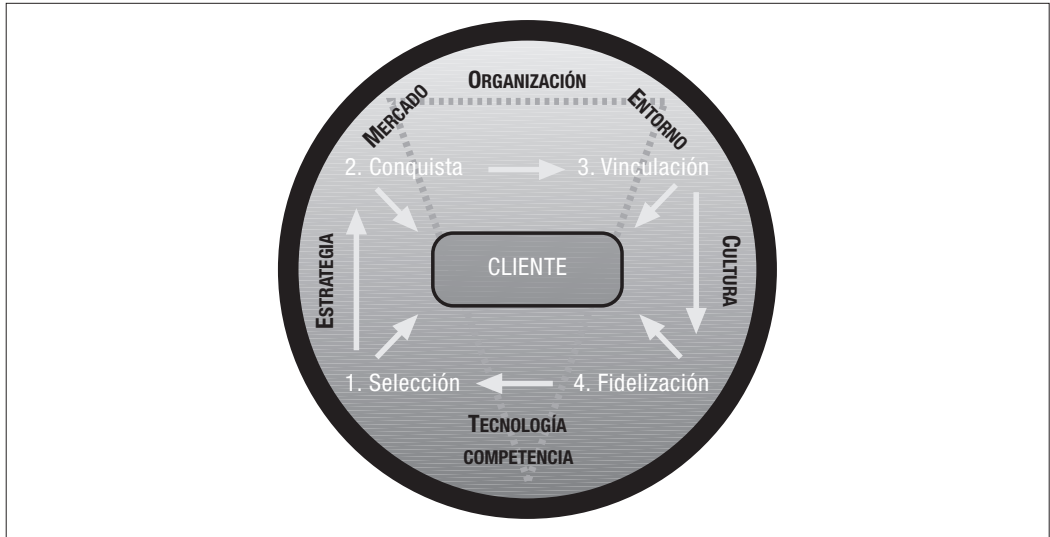 ORGANIZACIÓN
MERCADO
ENTORNO
2. Conquista
3. Vinculación
ESTRATEGIA
CLIENTE
CULTURA
1. Selección
4. Fidelización
TECNOLOGÍA
COMPETENCIA